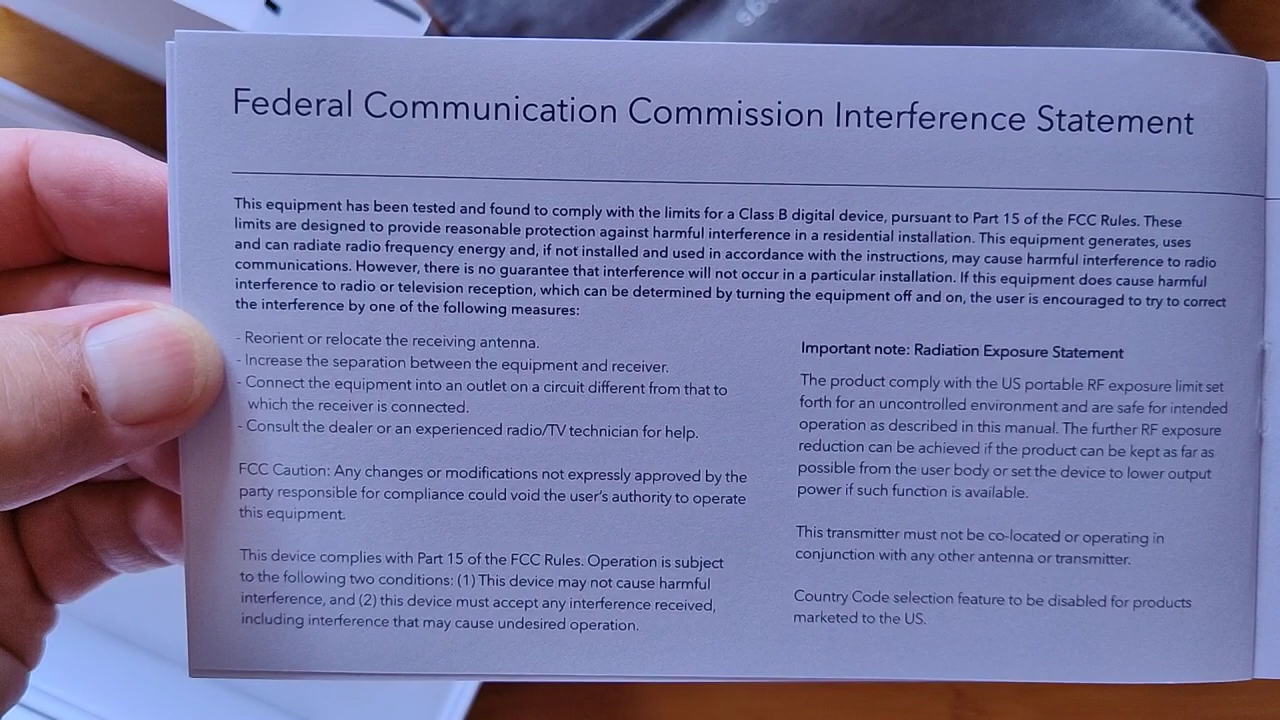 Federal Communication Commission Interference Statement
This equipment has been tested and found to comply with the limits for a Class B digital device, pursuant to Part 15 of the FCC Rules. These
limits are designed to provide reasonable protection against harmful interference in a residential installation. This equipment generates, uses
and can radiate radio frequency energy and, if not installed and used in accordance with the instructions, may cause harmful interference to radio
communications. However, there is no guarantee that interference will not occur in a particular installation. If this equipment does cause harmful
interference to radio or television reception, which can be determined by turning the equipment off and on, the user is encouraged to try to correct
the interference by one of the following measures:
- Reorient or relocate the receiving antenna.
- Increase the separation between the equipment and receiver.
- Connect the equipment into an outlet on a circuit different from that to
which the receiver is connected.
- Consult the dealer or an experienced radio/TV technician for help.
FCC Caution: Any changes or modifications not expressly approved by the
party responsible for compliance could void the user's authority to operate
this equipment.
This device complies with Part 15 of the FCC Rules. Operation is subject
to the following two conditions: (1) This device may not cause harmful
interference, and (2) this device must accept any interference received,
including interference that may cause undesired operation.
Important note: Radiation Exposure Statement
The product comply with the US portable RF exposure limit set
forth for an uncontrolled environment and are safe for intended
operation as described in this manual. The further RF exposure
reduction can be achieved if the product can be kept as far as
possible from the user body or set the device to lower output
power if such function is available.
This transmitter must not be co-located or operating in
conjunction with any other antenna or transmitter.
Country Code selection feature to be disabled for products
marketed to the US.